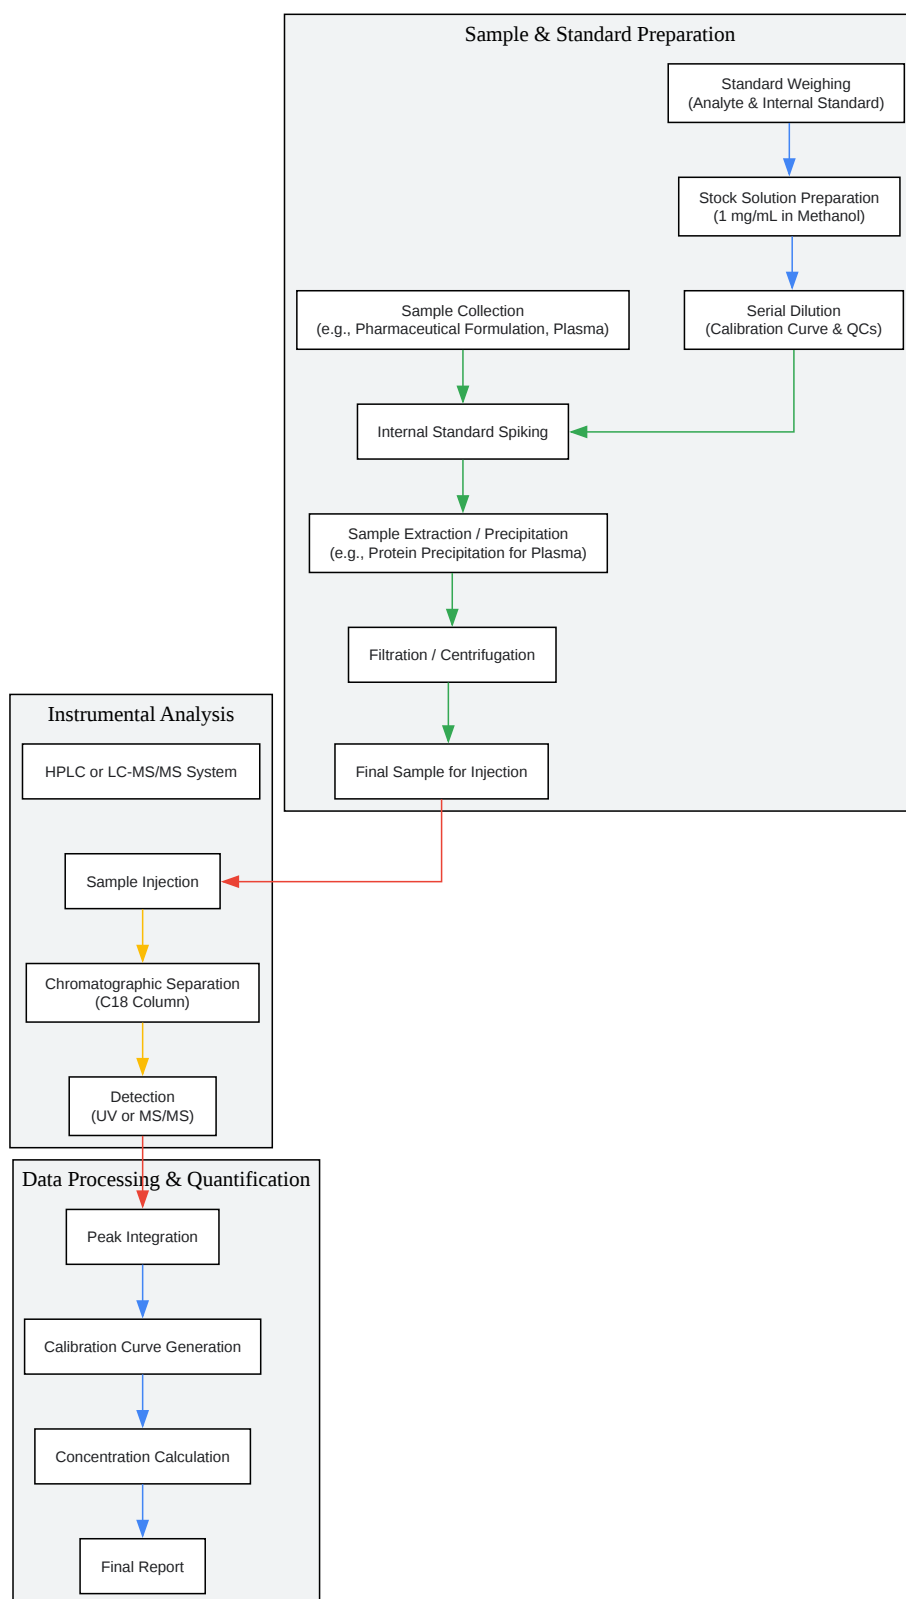 Sample & Standard Preparation
Standard Weighing
(Analyte & Internal Standard)
Stock Solution Preparation
(1 mg/mL in Methanol)
Sample Collection
(e.g., Pharmaceutical Formulation, Plasma)
Serial Dilution
(Calibration Curve & QCs)
Internal Standard Spiking
Sample Extraction / Precipitation
(e.g., Protein Precipitation for Plasma)
Filtration / Centrifugation
Final Sample for Injection
Instrumental Analysis
HPLC or LC-MS/MS System
Sample Injection
Chromatographic Separation
(C18 Column)
Detection
(UV or MS/MS)
Data Processing & Quantification
Peak Integration
Calibration Curve Generation
Concentration Calculation
Final Report